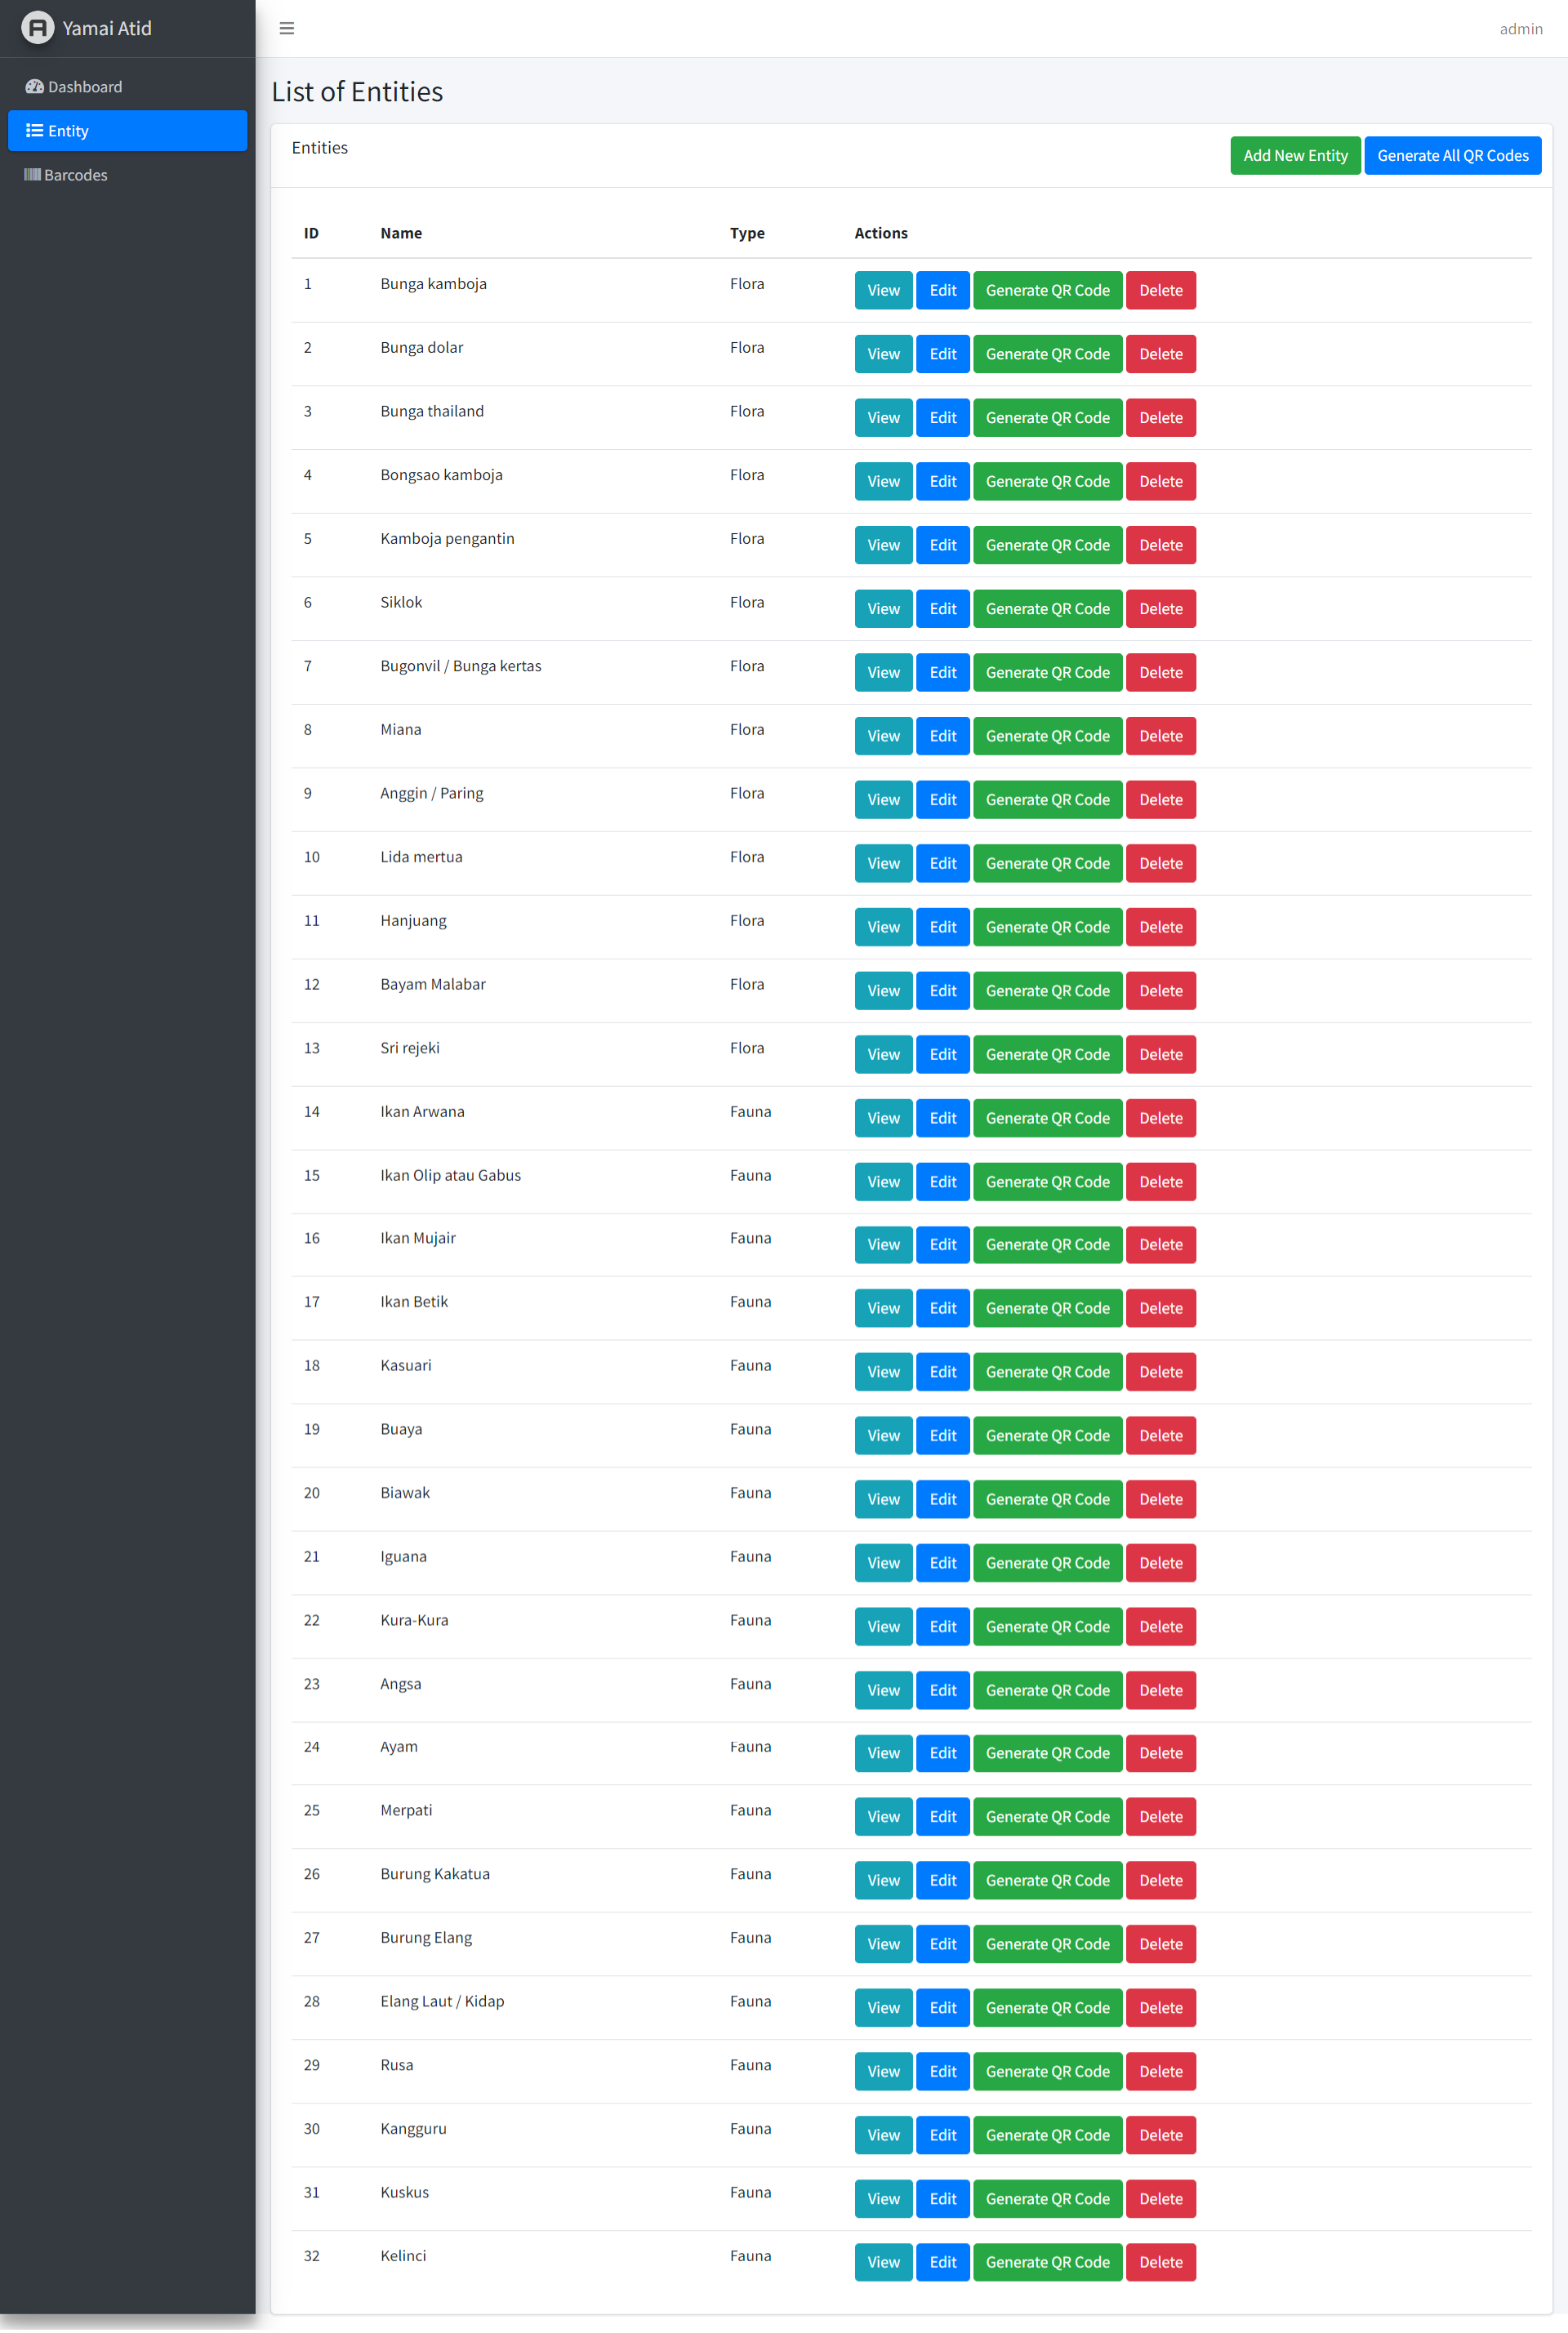 Yamai Atid
admin
Dashboard
Entity
Barcodes
List of Entities
Entities
Add New Entity Generate All QR Codes
ID Name Type Actions
1 Bunga kamboja Flora View Edit Generate QR Code Delete
2 Bunga dolar Flora View Edit Generate QR Code Delete
3 Bunga thailand Flora View Edit Generate QR Code Delete
4 Bongsao kamboja Flora View Edit Generate QR Code Delete
5 Kamboja pengantin Flora View Edit Generate QR Code Delete
6 Siklok Flora View Edit Generate QR Code Delete
7 Bugonvil / Bunga kertas Flora View Edit Generate QR Code Delete
8 Miana Flora View Edit Generate QR Code Delete
9 Anggin / Paring Flora View Edit Generate QR Code Delete
10 Lida mertua Flora View Edit Generate QR Code Delete
11 Hanjuang Flora View Edit Generate QR Code Delete
12 Bayam Malabar Flora View Edit Generate QR Code Delete
13 Sri rejeki Flora View Edit Generate QR Code Delete
14 Ikan Arwana Fauna View Edit Generate QR Code Delete
15 Ikan Olip atau Gabus Fauna View Edit Generate QR Code Delete
16 Ikan Mujair Fauna View Edit Generate QR Code Delete
17 Ikan Betik Fauna View Edit Generate QR Code Delete
18 Kasuari Fauna View Edit Generate QR Code Delete
19 Buaya Fauna View Edit Generate QR Code Delete
20 Biawak Fauna View Edit Generate QR Code Delete
21 Iguana Fauna View Edit Generate QR Code Delete
22 Kura-Kura Fauna View Edit Generate QR Code Delete
23 Angsa Fauna View Edit Generate QR Code Delete
24 Ayam Fauna View Edit Generate QR Code Delete
25 Merpati Fauna View Edit Generate QR Code Delete
26 Burung Kakatua Fauna View Edit Generate QR Code Delete
27 Burung Elang Fauna View Edit Generate QR Code Delete
28 Elang Laut / Kidap Fauna View Edit Generate QR Code Delete
29 Rusa Fauna View Edit Generate QR Code Delete
30 Kangguru Fauna View Edit Generate QR Code Delete
31 Kuskus Fauna View Edit Generate QR Code Delete
32 Kelinci Fauna View Edit Generate QR Code Delete